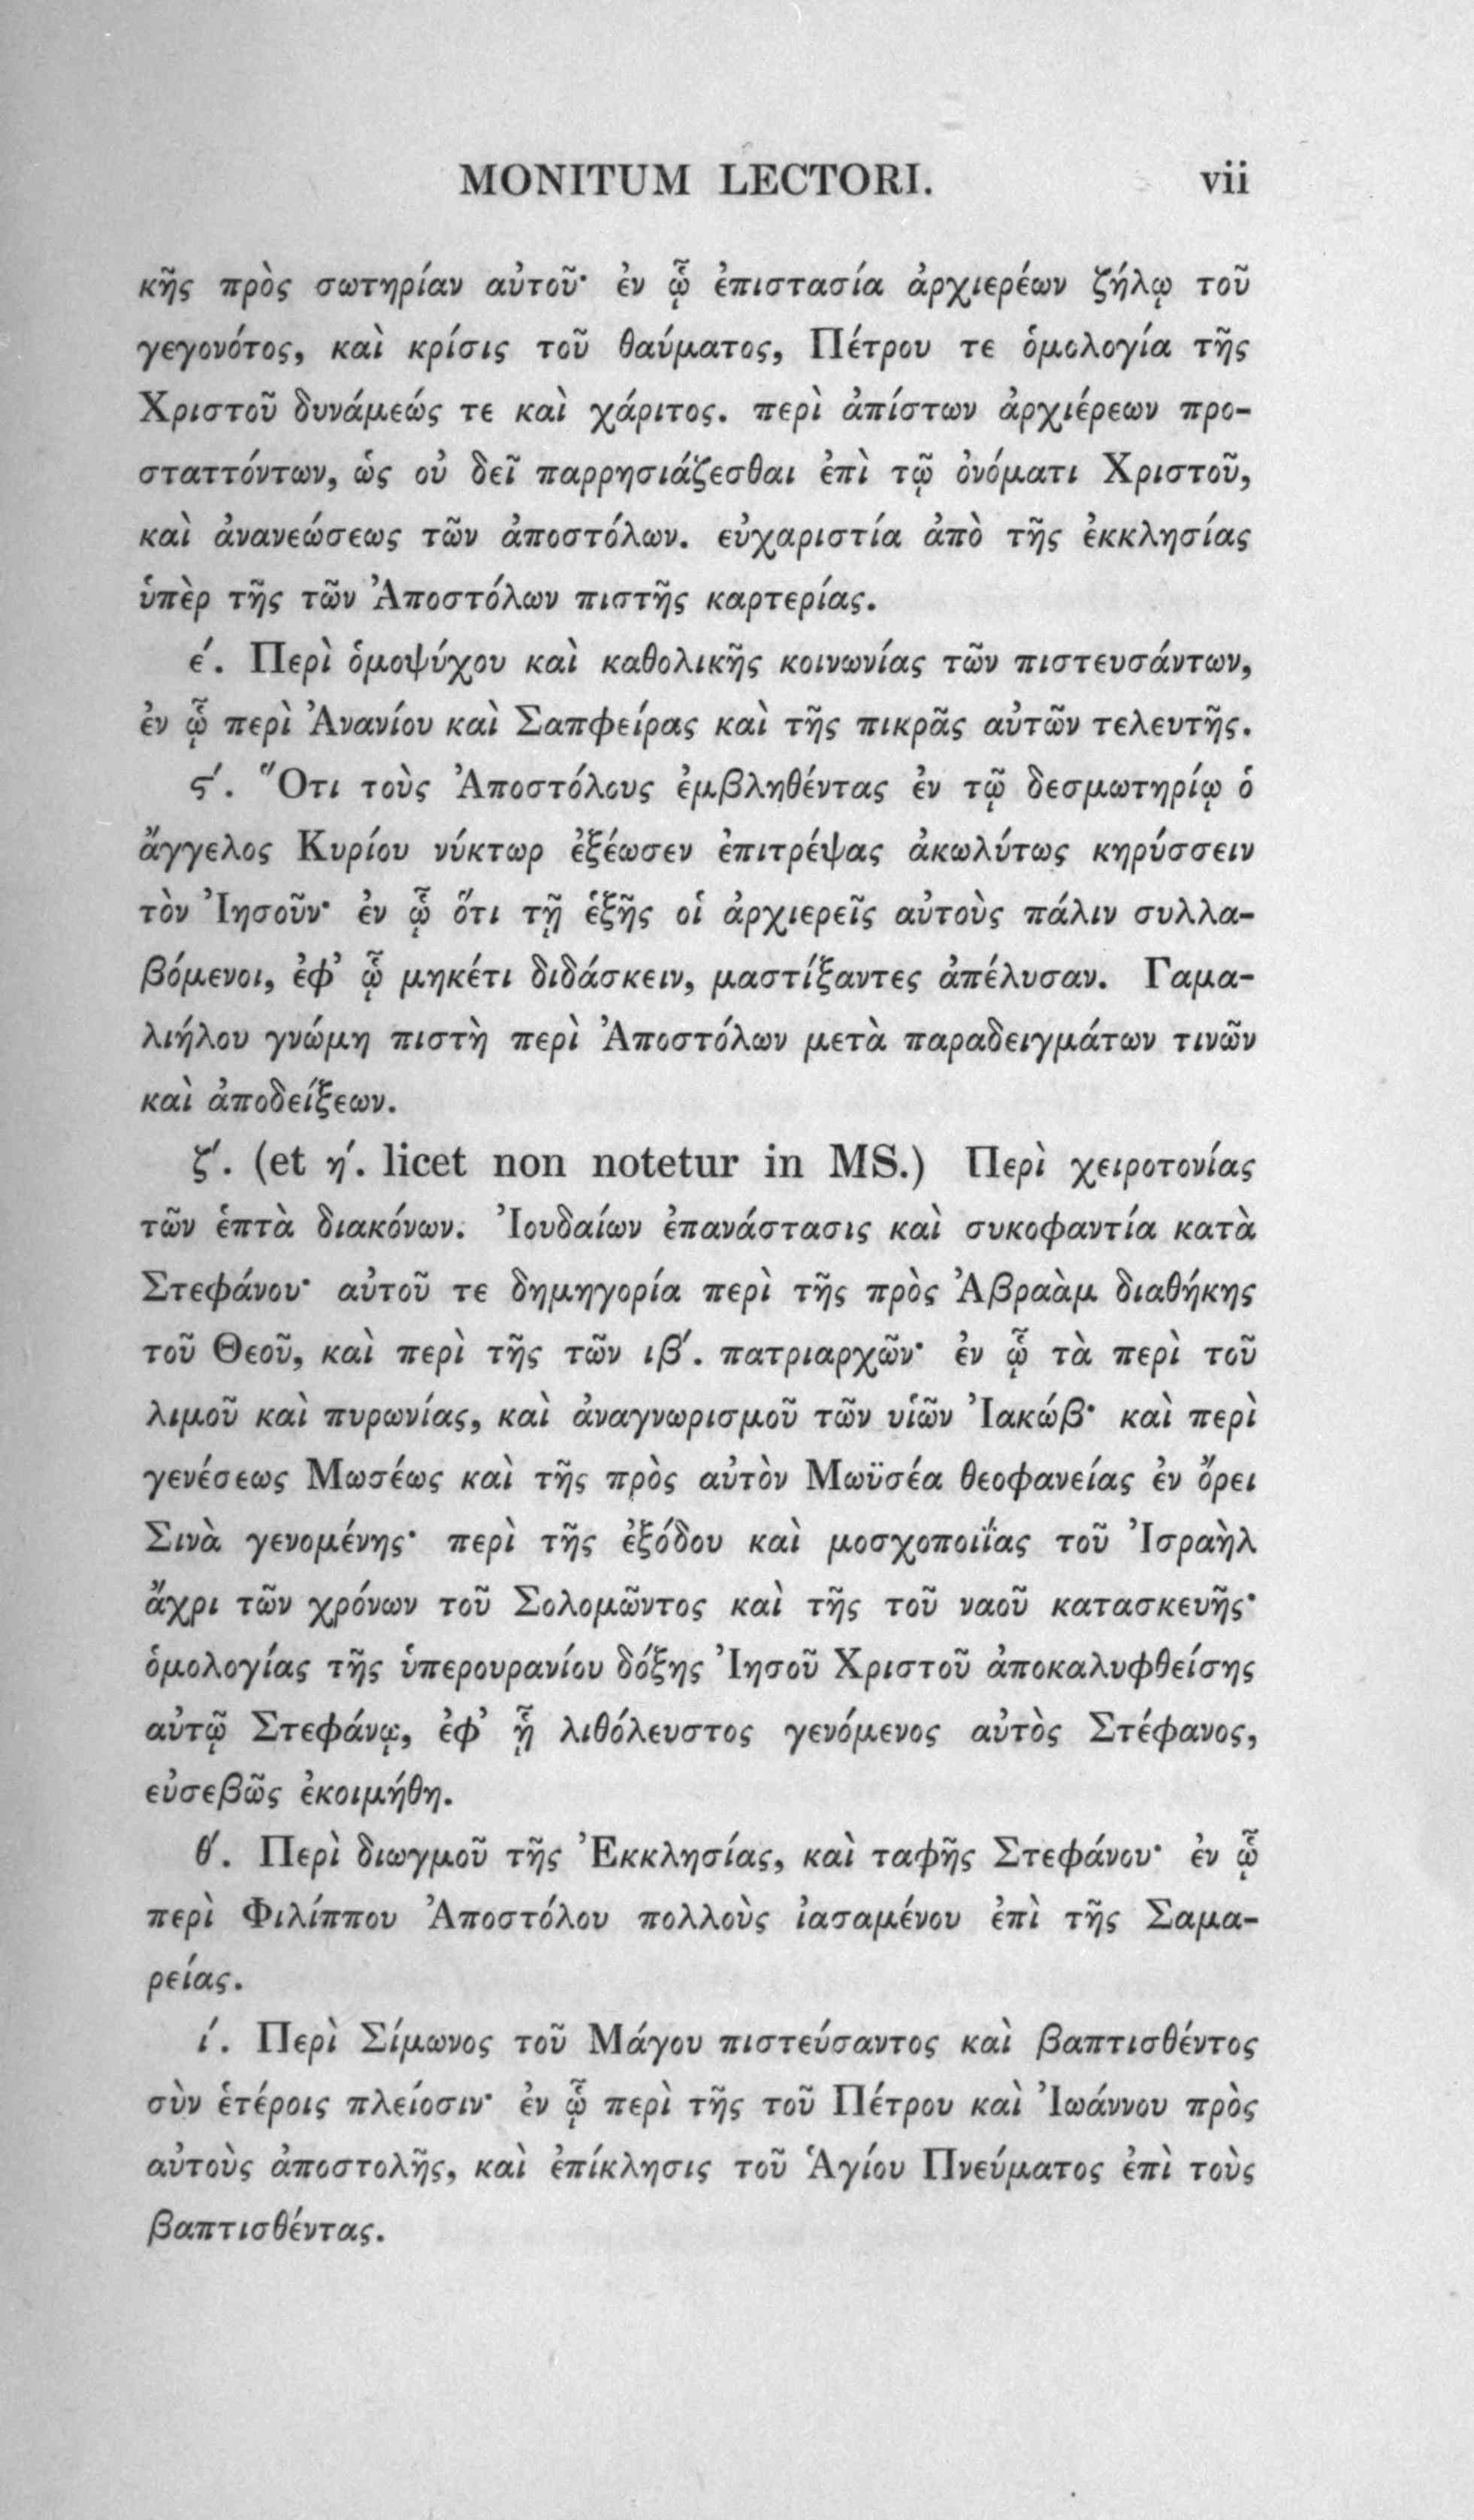 MONITUM LECTORI. vii
κῆς πρὸς σωτηρίαν αὐτοῦ· ἐν ᾧ ἐπιστασία ἀρχιερέων ζήλῳ τοῦ
γεγονότος, καὶ κρίσις τοῦ θαύματος, Πέτρου τε ὁμολογία τῆς
Χριστοῦ δυνάμεώς τε καὶ χάριτος. περὶ ἀπίστων ἀρχιέρεων προ-
σταττόντων, ὡς οὐ δεῖ παρρησιάζεσθαι ἐπὶ τῷ ὀνόματι Χριστοῦ,
καὶ ἀνανεώσεως τῶν ἀποστόλων. εὐχαριστία ἀπὸ τῆς ἐκκλησίας
ὑπὲρ τῆς τῶν Ἀποστόλων πιστῆς καρτερίας.
έ. Περὶ ὁμοψύχου καὶ καθολικῆς κοινωνίας τῶν πιστευσάντων,
ἐν ᾧ περὶ Ἀνανίου καὶ Σαπφείρας καὶ τῆς πικρᾶς αὐτῶν τελευτῆς.
ϛ΄. Ὅτι τοὺς Ἀποστόλους ἐμβληθέντας ἐν τῷ δεσμωτηρίῳ ὁ
ἄγγελος Κυρίου νύκτωρ ἐξέωσεν ἐπιτρέψας ἀκωλύτως κηρύσσειν
τὸν Ἰησοῦν· ἐν ᾧ ὅτι τῇ ἑξῆς οἱ ἀρχιερεῖς αὐτοὺς πάλιν συλλα-
βόμενοι, ἐφ’ ᾧ μηκέτι διδάσκειν, μαστίξαντες ἀπέλυσαν. Γαμα-
λιήλου γνώμη πιστὴ περὶ Ἀποστόλων μετὰ παραδειγμάτων τινῶν
καὶ ἀποδείξεων.
ζ΄. (et ή. licet non notetur in MS.) Περὶ χειροτονίας
τῶν ἑπτὰ διακόνων. Ἰουδαίων ἐπανάστασις καὶ συκοφαντία κατὰ
Στεφάνου· αὐτοῦ τε δημηγορία περὶ τῆς πρὸς Ἀβραὰμ διαθήκης
τοῦ Θεοῦ, καὶ περὶ τῆς τῶν ιβ΄. πατριαρχῶν· ἐν ᾧ τὰ περὶ τοῦ
λιμοῦ καὶ πυρωνίας, καὶ ἀναγνωρισμοῦ τῶν υἱῶν Ἰακώβ· καὶ περὶ
γενέσεως Μωσέως καὶ τῆς πρὸς αὐτὸν Μωϋσέα θεοφανείας ἐν ὄρει
Σινὰ γενομένης· περὶ τῆς ἐξόδου καὶ μοσχοποιΐας τοῦ Ἰσραὴλ
ἄχρι τῶν χρόνων τοῦ Σολομῶντος καὶ τῆς τοῦ ναοῦ κατασκευῆς·
ὁμολογίας τῆς ὑπερουρανίου δόξης Ἰησοῦ Χριστοῦ ἀποκαλυφθείσης
αὐτῷ Στεφάνῳ, ἐφ’ ᾗ λιθόλευστος γενόμενος αὐτὸς Στέφανος,
εὐσεβῶς ἐκοιμήθη.
θ΄. Περὶ διωγμοῦ τῆς Ἐκκλησίας, καὶ ταφῆς Στεφάνου· ἐν ᾧ
περὶ Φιλίππου Ἀποστόλου πολλοὺς ἰασαμένου ἐπὶ τῆς Σαμα-
ρείας.
ί. Περὶ Σίμωνος τοῦ Μάγου πιστεύσαντος καὶ βαπτισθέντος
σὺν ἑτέροις πλείοσιν· ἐν ᾧ περὶ τῆς τοῦ Πέτρου καὶ Ἰωάννου πρὸς
αὐτοὺς ἀποστολῆς, καὶ ἐπίκλησις τοῦ Ἁγίου Πνεύματος ἐπὶ τοὺς
βαπτισθέντας.